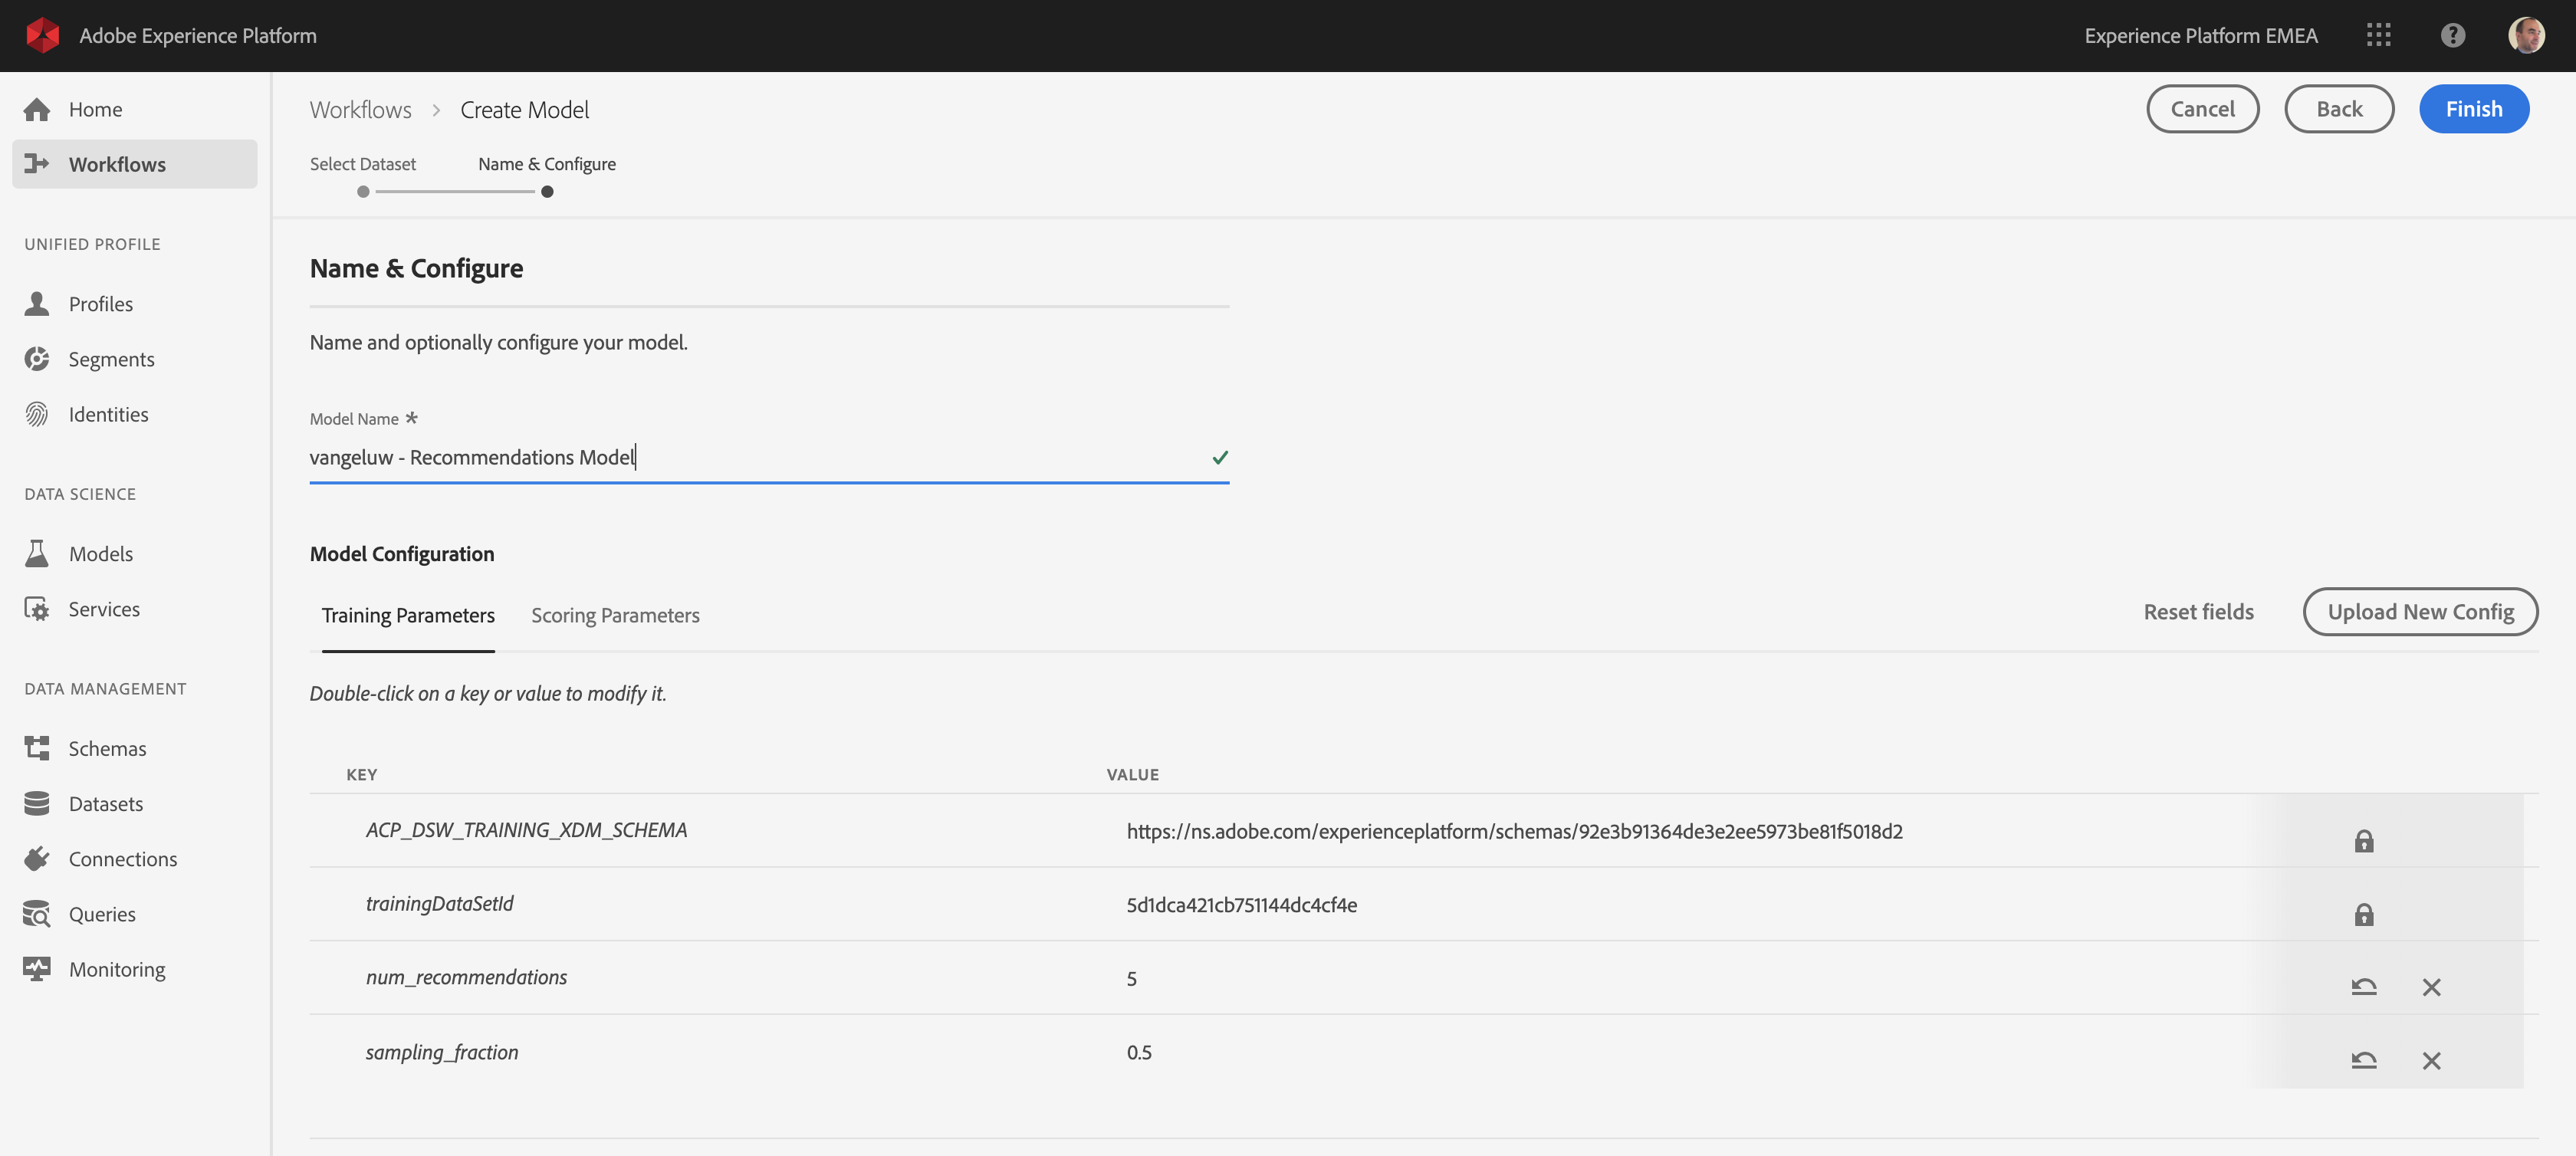 Adobe Experience Platform
Experience Platform EMEA
Home
Workflows
UNIFIED PROFILE
Profiles
Segments
Identities
DATA SCIENCE
Models
Services
DATA MANAGEMENT
Schemas
Datasets
Connections
Queries
Monitoring
Workflows > Create Model
Cancel Back Finish
Select Dataset Name & Configure
Name & Configure
Name and optionally configure your model.
Model Name *
vangeluw - Recommendations Model
Model Configuration
Training Parameters Scoring Parameters Reset fields Upload New Config
Double-click on a key or value to modify it.
KEY VALUE
ACP_DSW_TRAINING_XDM_SCHEMA https://ns.adobe.com/experienceplatform/schemas/92e3b91364de3e2ee5973be81f5018d2
trainingDataSetId 5d1dca421cb751144dc4cf4e
num_recommendations 5
sampling_fraction 0.5